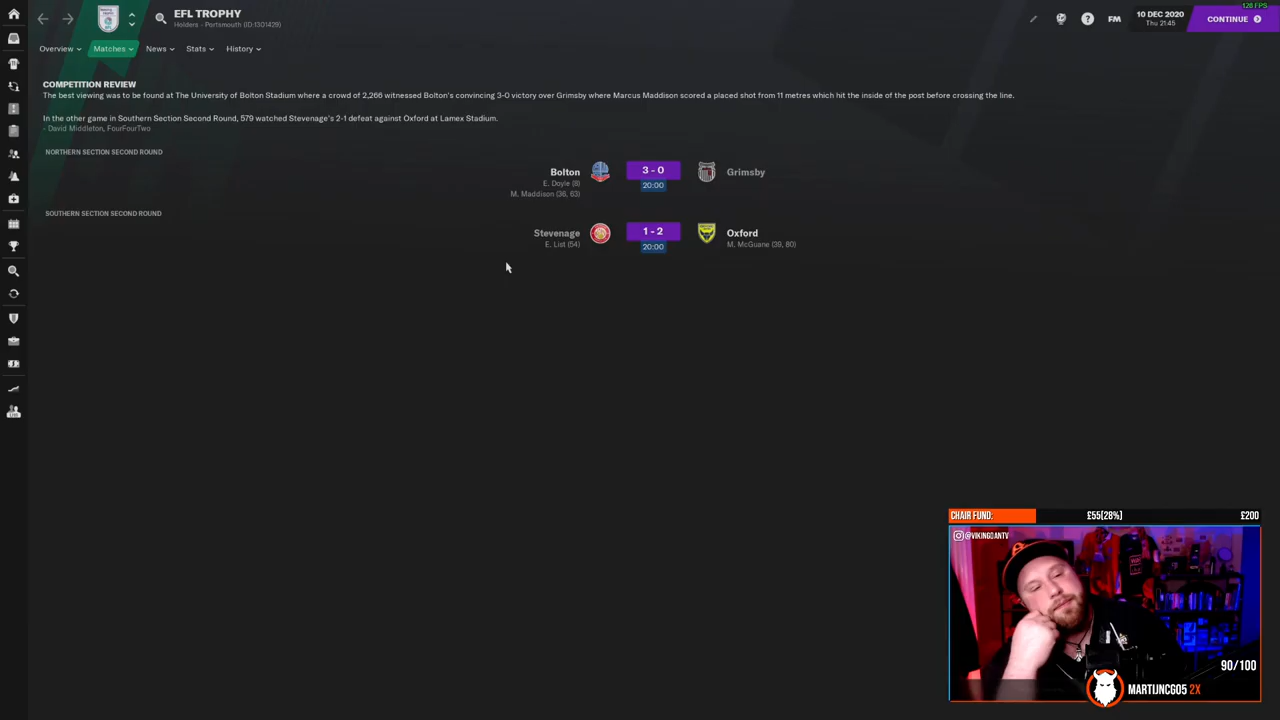 128 FPS
EFL TROPHY
Holders - Portsmouth (ID:1301429)
FM
10 DEC 2020
Thu 21:45
CONTINUE
Overview
Matches
News
Stats
History
COMPETITION REVIEW
The best viewing was to be found at The University of Bolton Stadium where a crowd of 2,266 witnessed Bolton's convincing 3-0 victory over Grimsby where Marcus Maddison scored a placed shot from 11 metres which hit the inside of the post before crossing the line.
In the other game in Southern Section Second Round, 579 watched Stevenage's 2-1 defeat against Oxford at Lamex Stadium.
- David Middleton, FourFourTwo
NORTHERN SECTION SECOND ROUND
Bolton 3 - 0 Grimsby
E. Doyle (8) 20:00
M. Maddison (36, 63)
SOUTHERN SECTION SECOND ROUND
Stevenage 1 - 2 Oxford
E. List (54) 20:00 M. McGuane (39, 80)
CHAIR FUND: £55(28%) £200
@VIKINGDANTV
90/100
MARTIJNCG05 2X